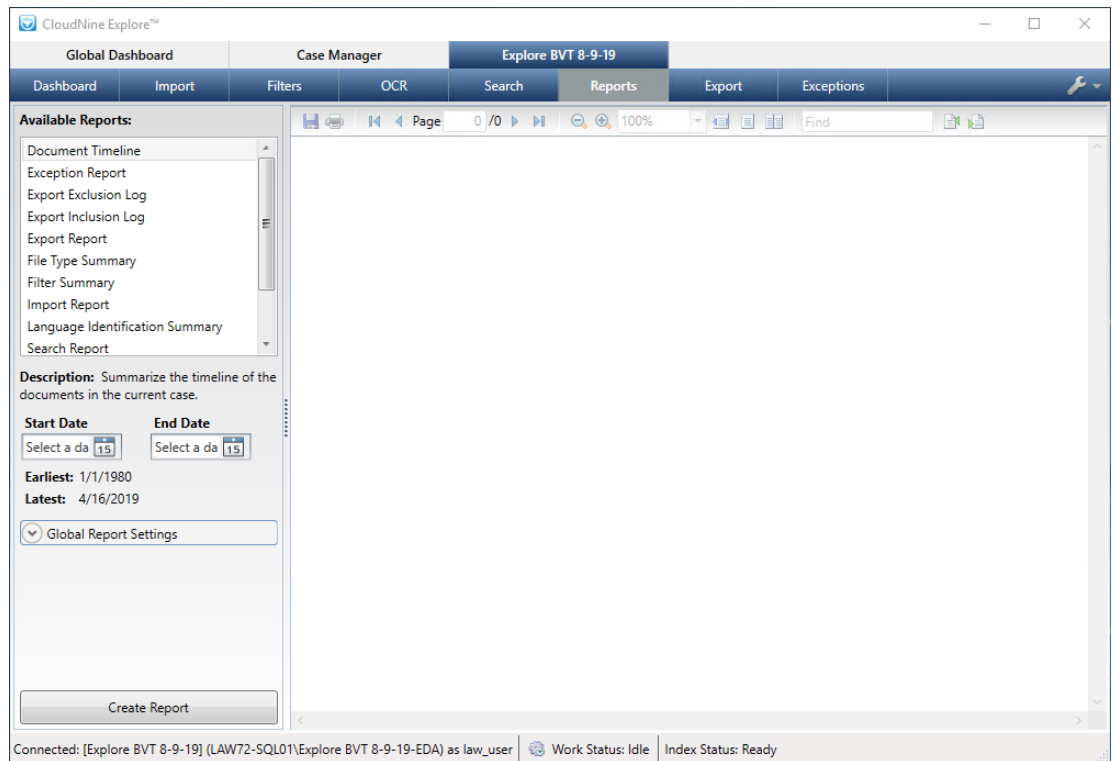 CloudNine Explore™
Global Dashboard Case Manager Explore BVT 8-9-19
Dashboard Import Filters OCR Search Reports Export Exceptions
Available Reports:
Page 0 /0 100% Find
Document Timeline
Exception Report
Export Exclusion Log
Export Inclusion Log
Export Report
File Type Summary
Filter Summary
Import Report
Language Identification Summary
Search Report
Description: Summarize the timeline of the
documents in the current case.
Start Date End Date
Select a da 15 Select a da 15
Earliest: 1/1/1980
Latest: 4/16/2019
Global Report Settings
Create Report
Connected: [Explore BVT 8-9-19] (LAW72-SQL01\Explore BVT 8-9-19-EDA) as law_user Work Status: Idle Index Status: Ready